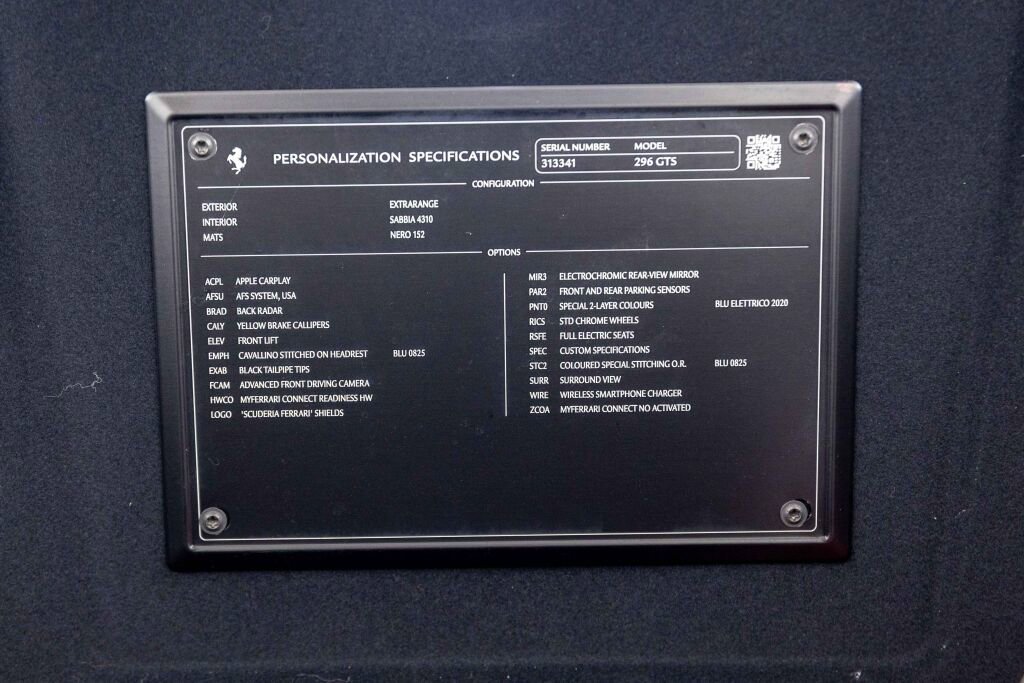 PERSONALIZATION SPECIFICATIONS
SERIAL NUMBER MODEL
313341 296 GTS
CONFIGURATION
EXTERIOR EXTRARANGE
INTERIOR SABBIA 4310
MATS NERO 152
OPTIONS
ACPL APPLE CARPLAY
AFSU AFS SYSTEM, USA
BRAD BACK RADAR
CALY YELLOW BRAKE CALLIPERS
ELEV FRONT LIFT
EMPH CAVALLINO STITCHED ON HEADREST BLU 0825
EXAB BLACK TAILPIPE TIPS
FCAM ADVANCED FRONT DRIVING CAMERA
HWCO MYFERRARI CONNECT READINESS HW
LOGO 'SCUDERIA FERRARI' SHIELDS
MIR3 ELECTROCHROMIC REAR-VIEW MIRROR
PAR2 FRONT AND REAR PARKING SENSORS
PNT0 SPECIAL 2-LAYER COLOURS BLU ELETTRICO 2020
RICS STD CHROME WHEELS
RSFE FULL ELECTRIC SEATS
SPEC CUSTOM SPECIFICATIONS
STC2 COLOURED SPECIAL STITCHING O.R. BLU 0825
SURR SURROUND VIEW
WIRE WIRELESS SMARTPHONE CHARGER
ZCOA MYFERRARI CONNECT NO ACTIVATED